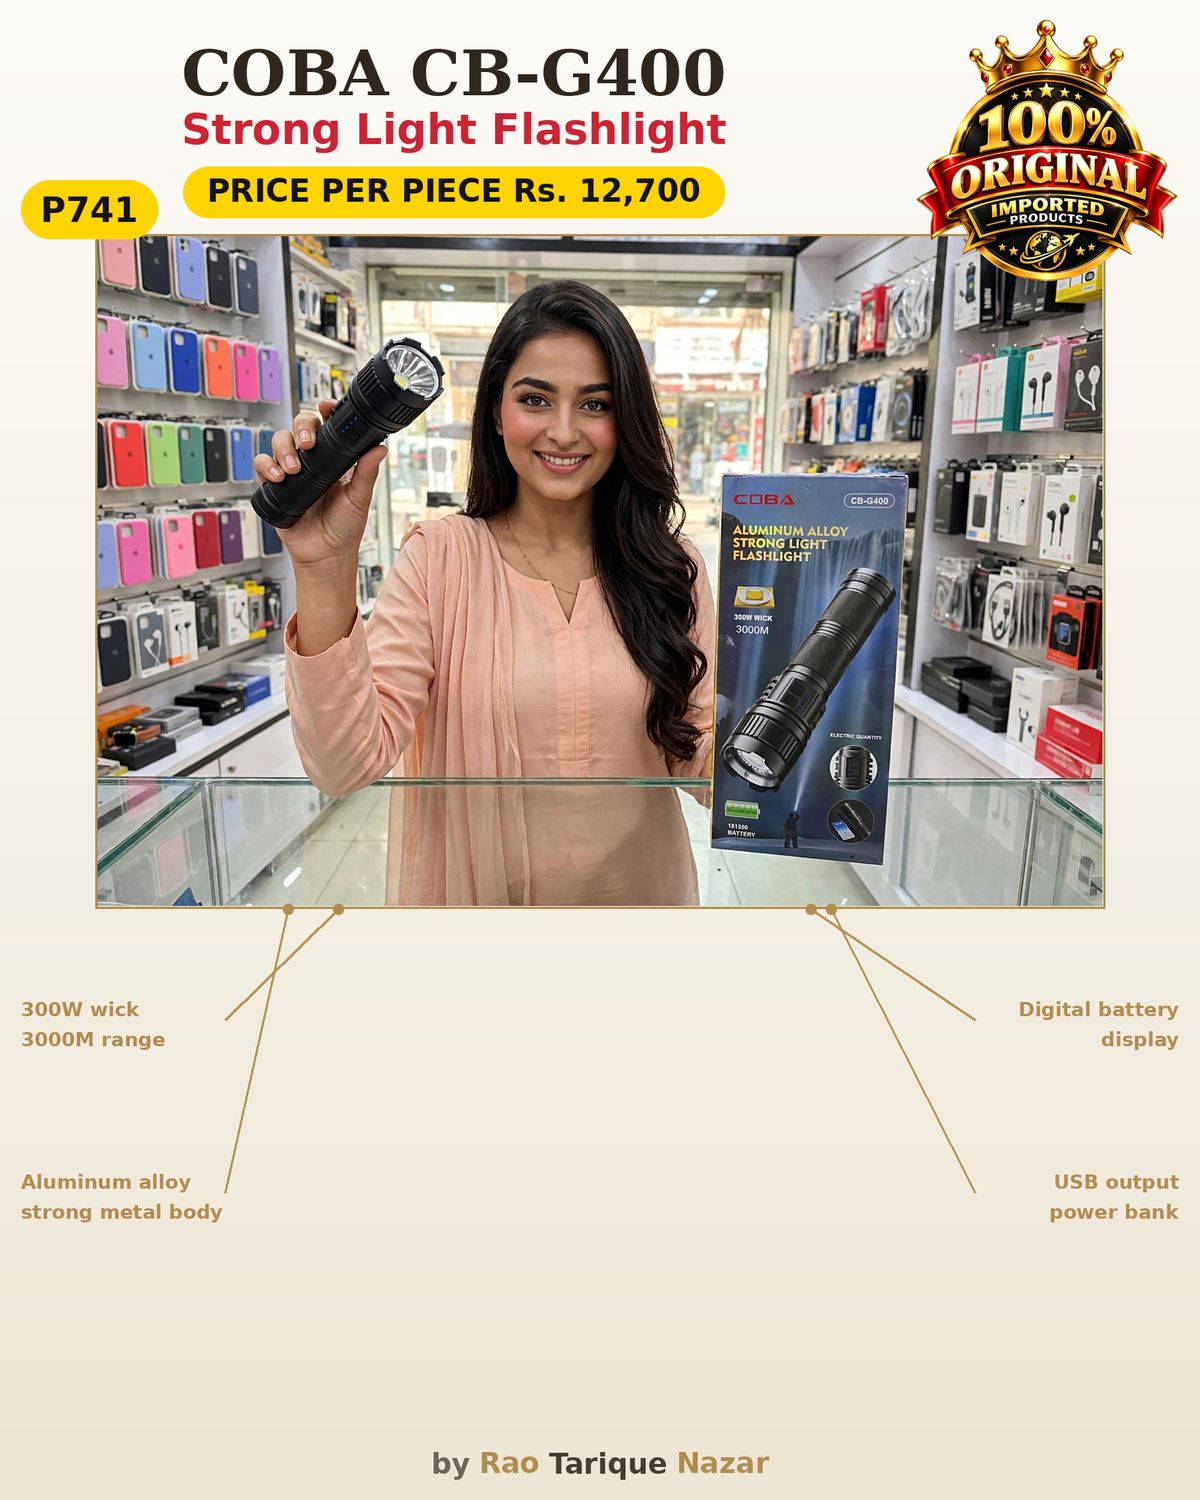 COBA CB-G400
Strong Light Flashlight
PRICE PER PIECE Rs. 12,700
P741
100%
ORIGINAL
IMPORTED
PRODUCTS
COBA
CB-G400
ALUMINUM ALLOY
STRONG LIGHT
FLASHLIGHT
300W WICK
3000M
ELECTRIC QUANTITY
181350
BATTERY
300W wick
3000M range
Digital battery
display
Aluminum alloy
strong metal body
USB output
power bank
by Rao Tarique Nazar